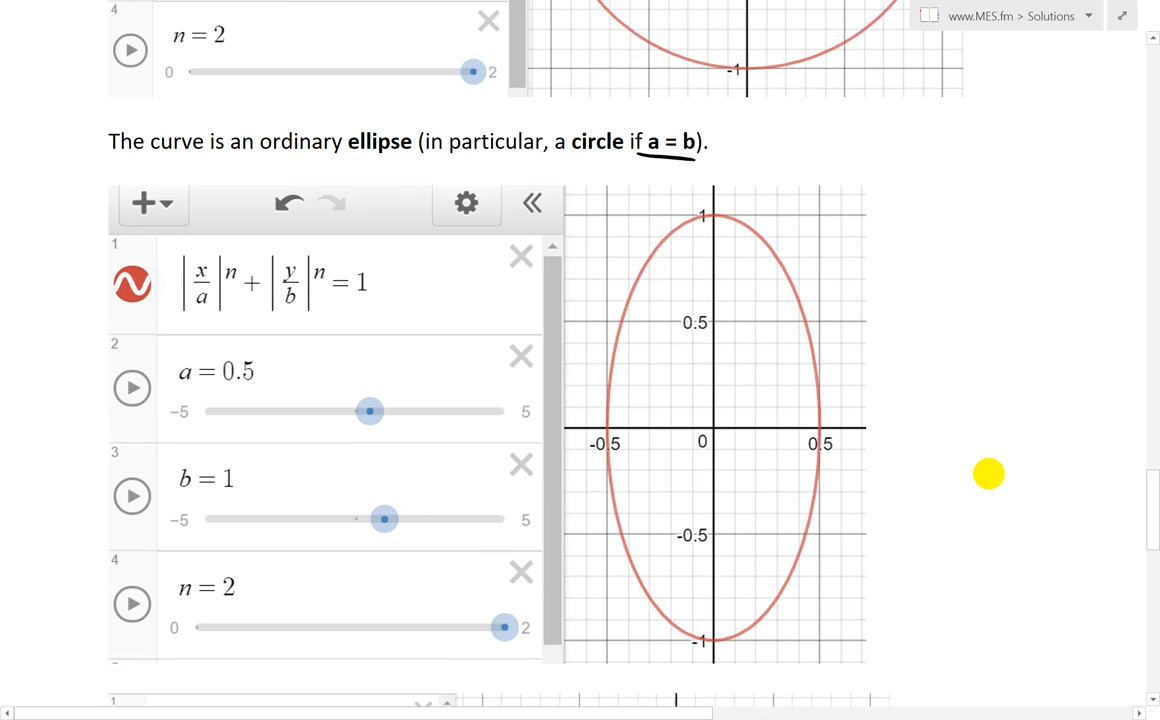 www.MES.fm > Solutions
4
n = 2
0 2
-1
The curve is an ordinary ellipse (in particular, a circle if a = b).
1
|x/a|^n + |y/b|^n = 1
2
a = 0.5
-5 5
3
b = 1
-5 5
4
n = 2
0 2
1
0.5
-0.5 0 0.5
-0.5
-1
1